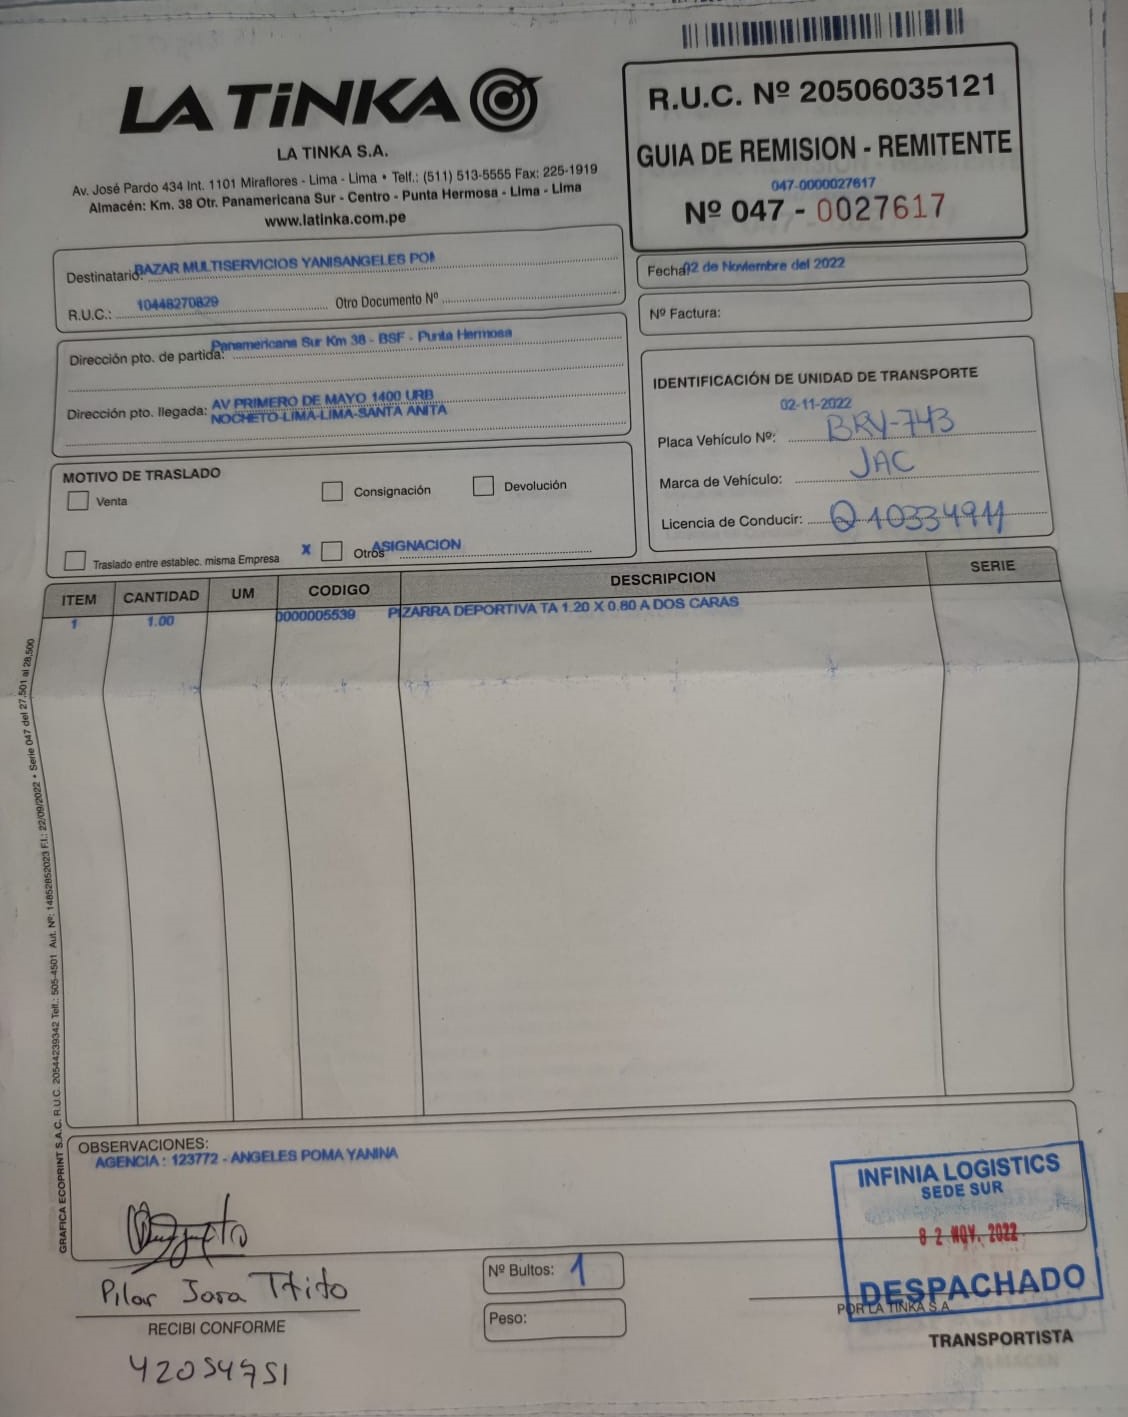 LA TiNKA
LA TINKA S.A.
Av. José Pardo 434 Int. 1101 Miraflores - Lima - Lima • Telf.: (511) 513-5555 Fax: 225-1919
Almacén: Km. 38 Otr. Panamericana Sur - Centro - Punta Hermosa - Lima - Lima
www.latinka.com.pe
R.U.C. Nº 20506035121
GUIA DE REMISION - REMITENTE
047-0000027617
Nº 047 - 0027617
Destinatario: BAZAR MULTISERVICIOS YANISANGELES POM
R.U.C.: 10448270829 Otro Documento Nº
Fecha: 02 de Noviembre del 2022
Nº Factura:
Dirección pto. de partida: Panamericana Sur Km 38 - BSF - Punta Hermosa
Dirección pto. llegada: AV PRIMERO DE MAYO 1400 URB
NOCHETO-LIMA-LIMA-SANTA ANITA
IDENTIFICACIÓN DE UNIDAD DE TRANSPORTE
02-11-2022
Placa Vehículo Nº: BRY-743
Marca de Vehículo: JAC
Licencia de Conducir: Q10334911
MOTIVO DE TRASLADO
Venta Consignación Devolución
Traslado entre establec. misma Empresa X Otros ASIGNACION
ITEM CANTIDAD UM CODIGO DESCRIPCION SERIE
1 1.00 0000005539 PIZARRA DEPORTIVA TA 1.20 X 0.80 A DOS CARAS
GRAFICA ECOPRINT S.A.C. R.U.C. 20544239342 Telf.: 505-4501 Aut. Nº: 14852852023 F.I.: 22/09/2022 • Serie 047 del 27,501 al 28,500
OBSERVACIONES:
AGENCIA : 123772 - ANGELES POMA YANINA
Pilar Jara Ttito
RECIBI CONFORME
42054751
Nº Bultos: 1
Peso:
INFINIA LOGISTICS
SEDE SUR
02 NOV. 2022
DESPACHADO
POR LA TINKA S.A.
TRANSPORTISTA